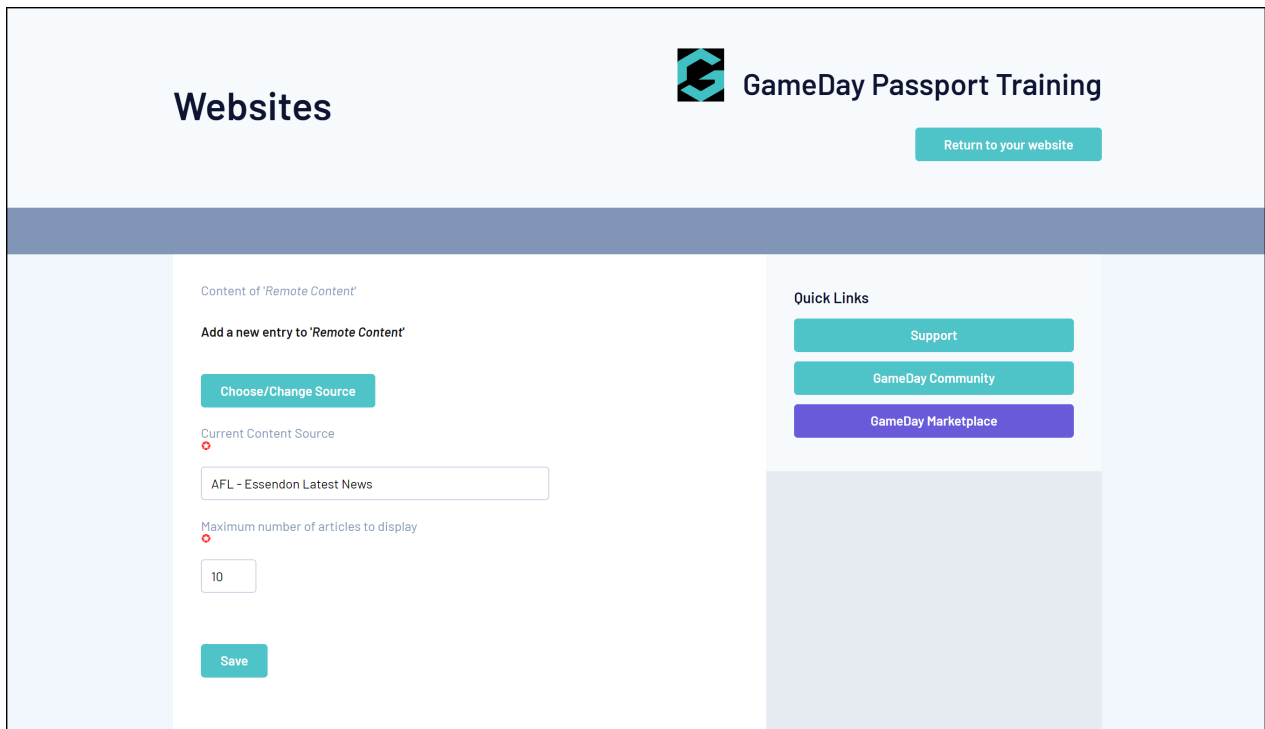 Websites
GameDay Passport Training
Return to your website
Content of 'Remote Content'
Add a new entry to 'Remote Content'
Choose/Change Source
Current Content Source
AFL - Essendon Latest News
Maximum number of articles to display
10
Save
Quick Links
Support
GameDay Community
GameDay Marketplace